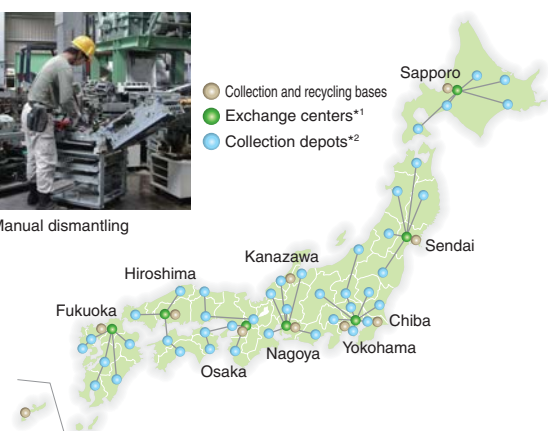 Sapporo
Collection and recycling bases
Exchange centers*1
Collection depots*2
Manual dismantling
Sendai
Kanazawa
Hiroshima
Fukuoka
Chiba
Yokohama
Nagoya
Osaka